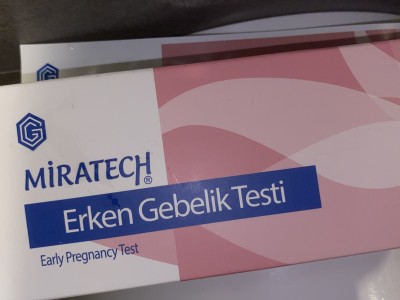 G
MiRATECH®
Erken Gebelik Testi
Early Pregnancy Test